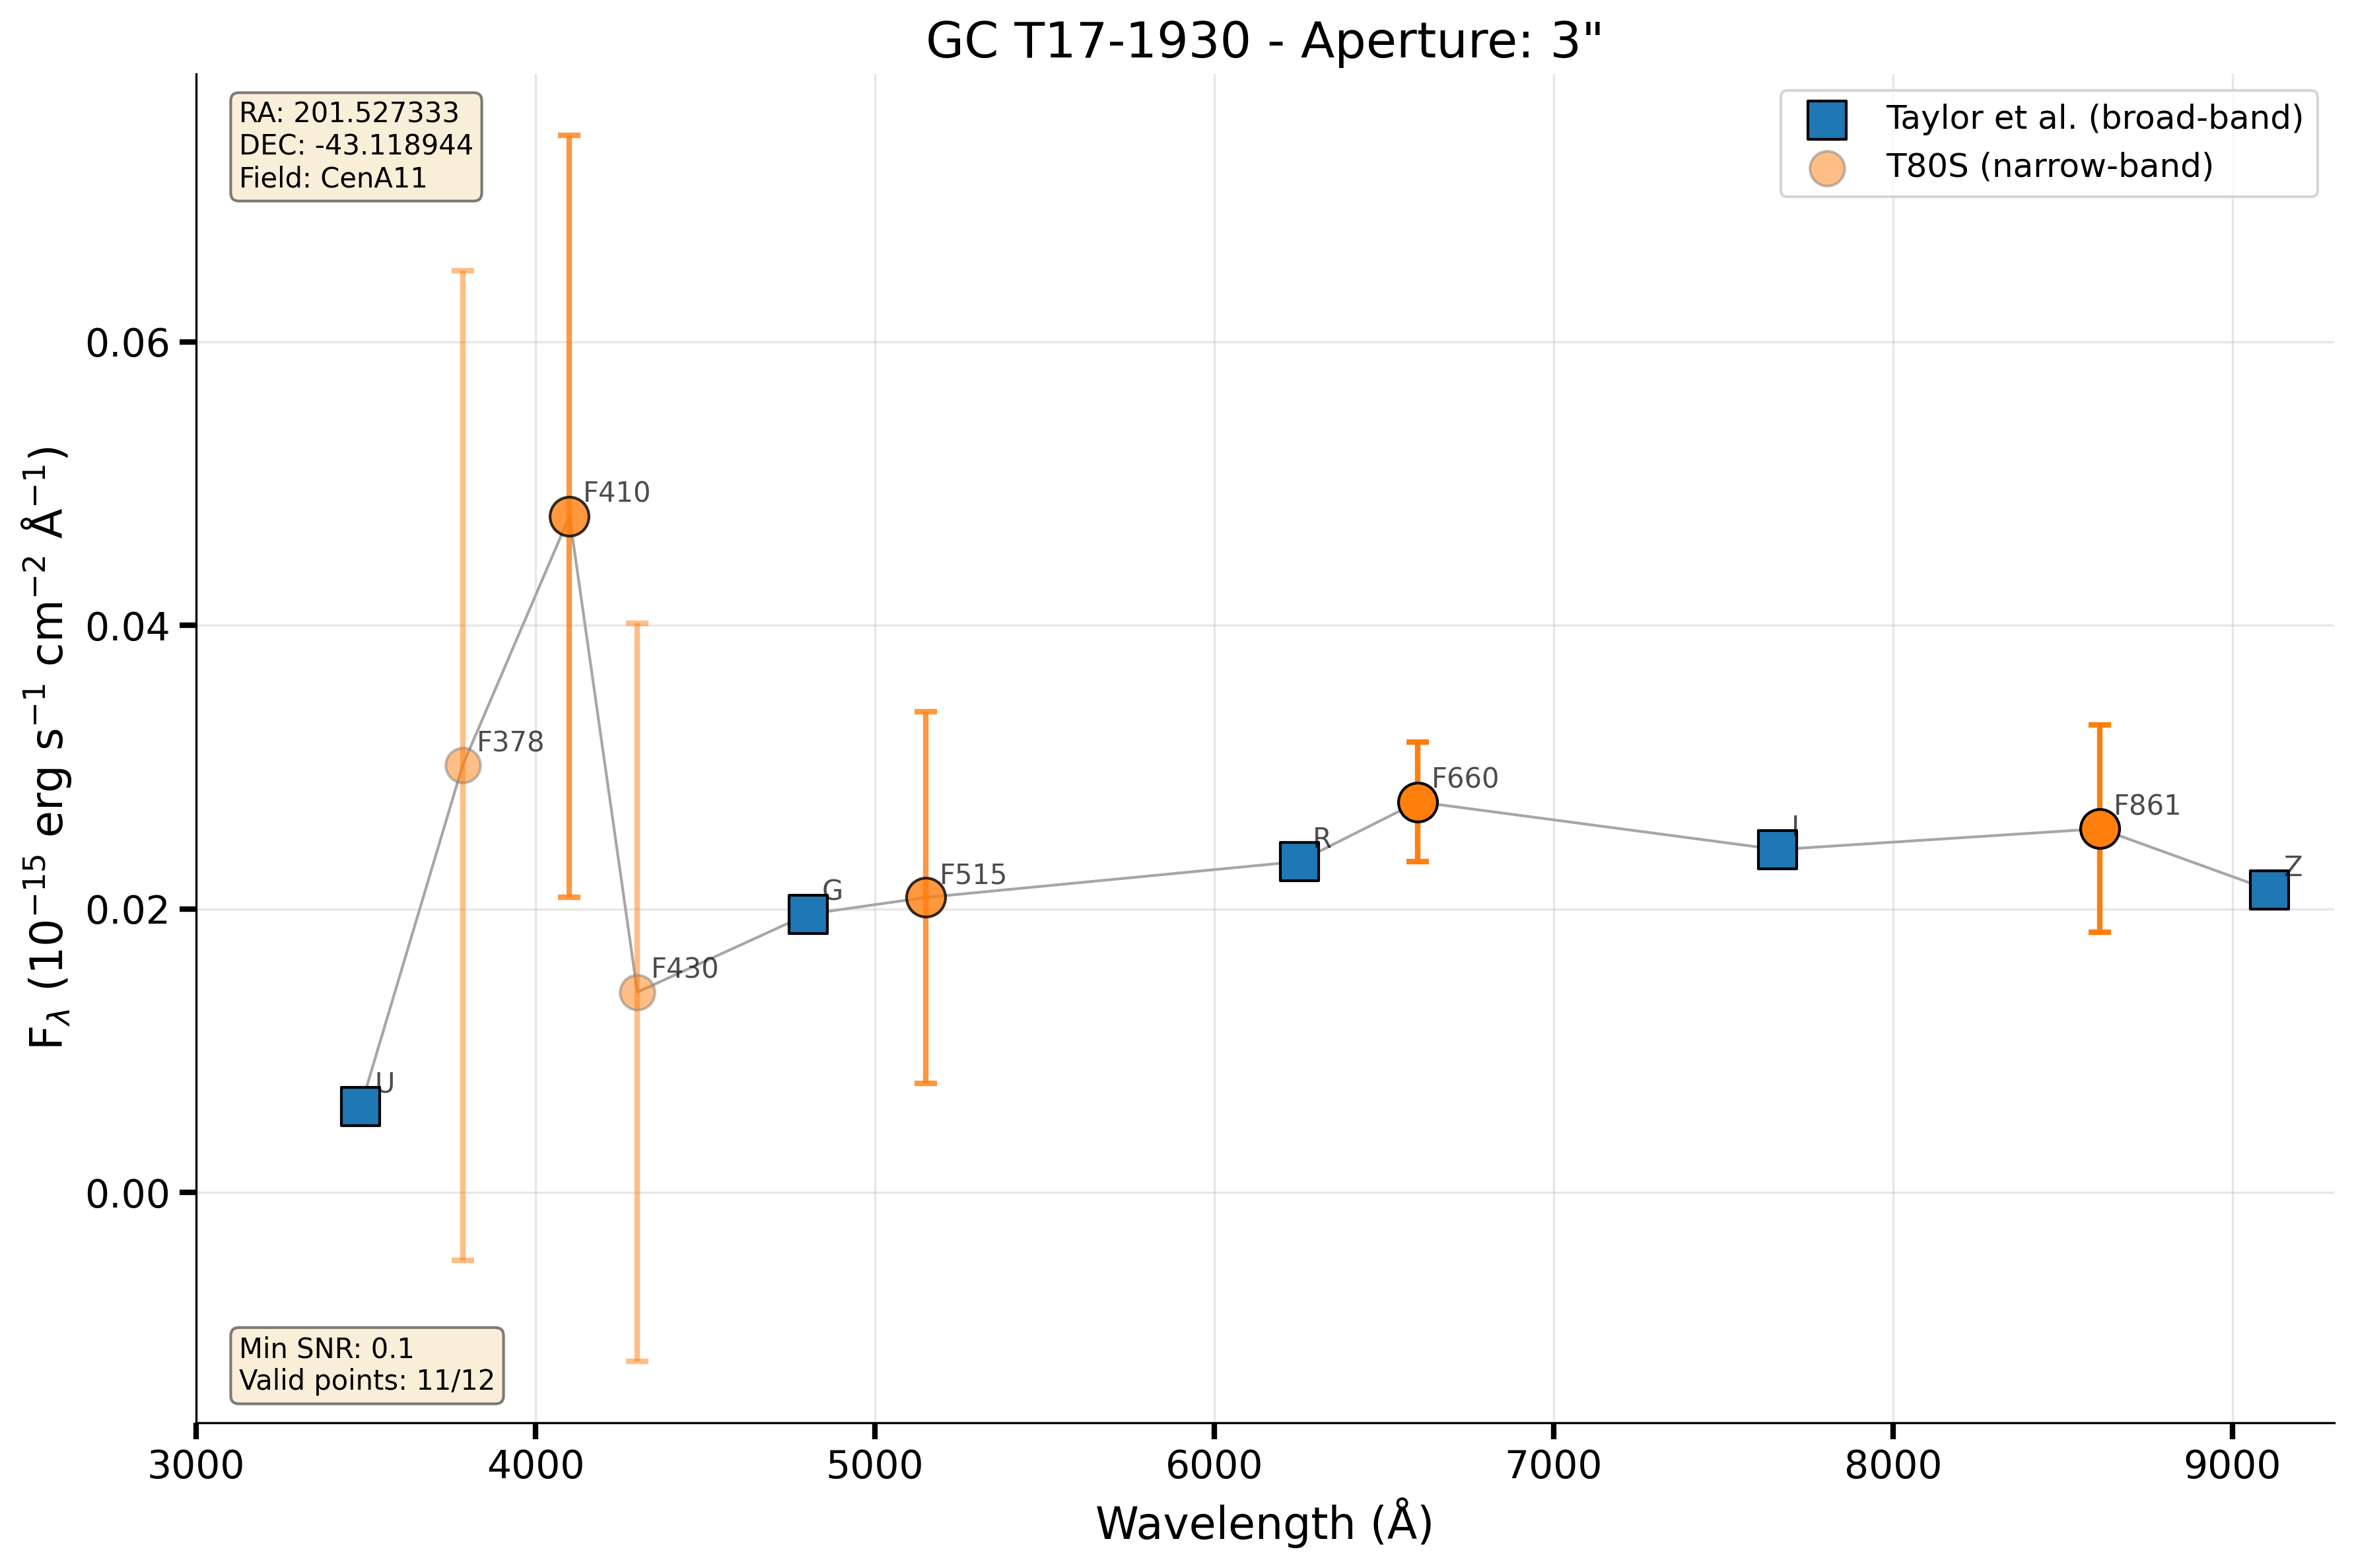 GC T17-1930 - Aperture: 3"
RA: 201.527333
DEC: -43.118944
Field: CenA11
Taylor et al. (broad-band)
T80S (narrow-band)
F410
F378
F430
U
G
F515
R
F660
I
F861
Z
0.06
0.04
0.02
0.00
F_λ (10⁻¹⁵ erg s⁻¹ cm⁻² Å⁻¹)
Min SNR: 0.1
Valid points: 11/12
3000 4000 5000 6000 7000 8000 9000
Wavelength (Å)